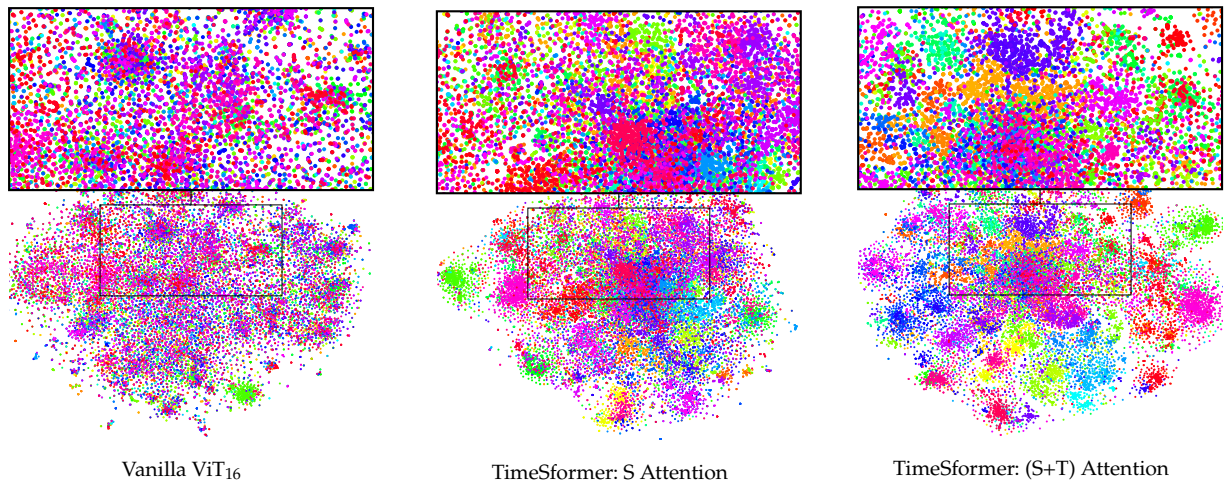 Vanilla ViT₁₆
TimeSformer: S Attention
TimeSformer: (S+T) Attention